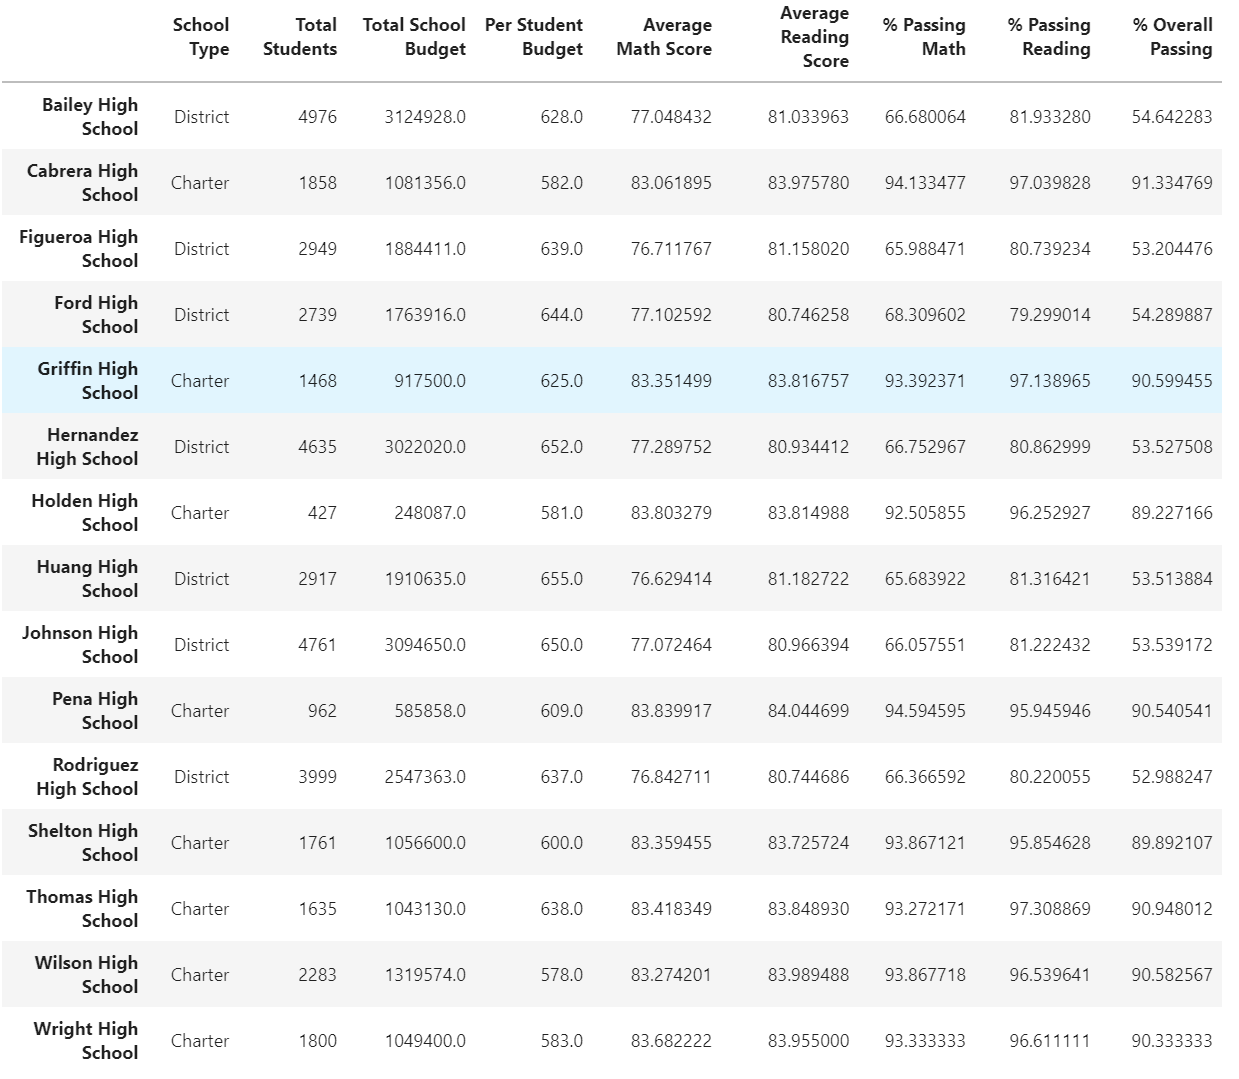 School Type Total Students Total School Budget Per Student Budget Average Math Score Average Reading Score % Passing Math % Passing Reading % Overall Passing
Bailey High School District 4976 3124928.0 628.0 77.048432 81.033963 66.680064 81.933280 54.642283
Cabrera High School Charter 1858 1081356.0 582.0 83.061895 83.975780 94.133477 97.039828 91.334769
Figueroa High School District 2949 1884411.0 639.0 76.711767 81.158020 65.988471 80.739234 53.204476
Ford High School District 2739 1763916.0 644.0 77.102592 80.746258 68.309602 79.299014 54.289887
Griffin High School Charter 1468 917500.0 625.0 83.351499 83.816757 93.392371 97.138965 90.599455
Hernandez High School District 4635 3022020.0 652.0 77.289752 80.934412 66.752967 80.862999 53.527508
Holden High School Charter 427 248087.0 581.0 83.803279 83.814988 92.505855 96.252927 89.227166
Huang High School District 2917 1910635.0 655.0 76.629414 81.182722 65.683922 81.316421 53.513884
Johnson High School District 4761 3094650.0 650.0 77.072464 80.966394 66.057551 81.222432 53.539172
Pena High School Charter 962 585858.0 609.0 83.839917 84.044699 94.594595 95.945946 90.540541
Rodriguez High School District 3999 2547363.0 637.0 76.842711 80.744686 66.366592 80.220055 52.988247
Shelton High School Charter 1761 1056600.0 600.0 83.359455 83.725724 93.867121 95.854628 89.892107
Thomas High School Charter 1635 1043130.0 638.0 83.418349 83.848930 93.272171 97.308869 90.948012
Wilson High School Charter 2283 1319574.0 578.0 83.274201 83.989488 93.867718 96.539641 90.582567
Wright High School Charter 1800 1049400.0 583.0 83.682222 83.955000 93.333333 96.611111 90.333333